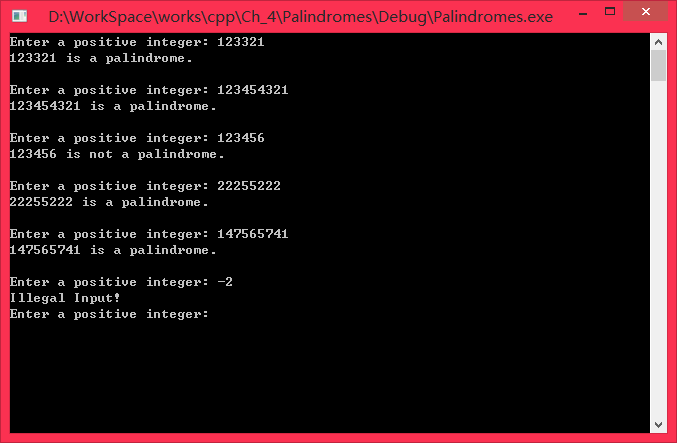 D:\WorkSpace\works\cpp\Ch_4\Palindromes\Debug\Palindromes.exe
Enter a positive integer: 123321
123321 is a palindrome.
Enter a positive integer: 123454321
123454321 is a palindrome.
Enter a positive integer: 123456
123456 is not a palindrome.
Enter a positive integer: 22255222
22255222 is a palindrome.
Enter a positive integer: 147565741
147565741 is a palindrome.
Enter a positive integer: -2
Illegal Input!
Enter a positive integer: